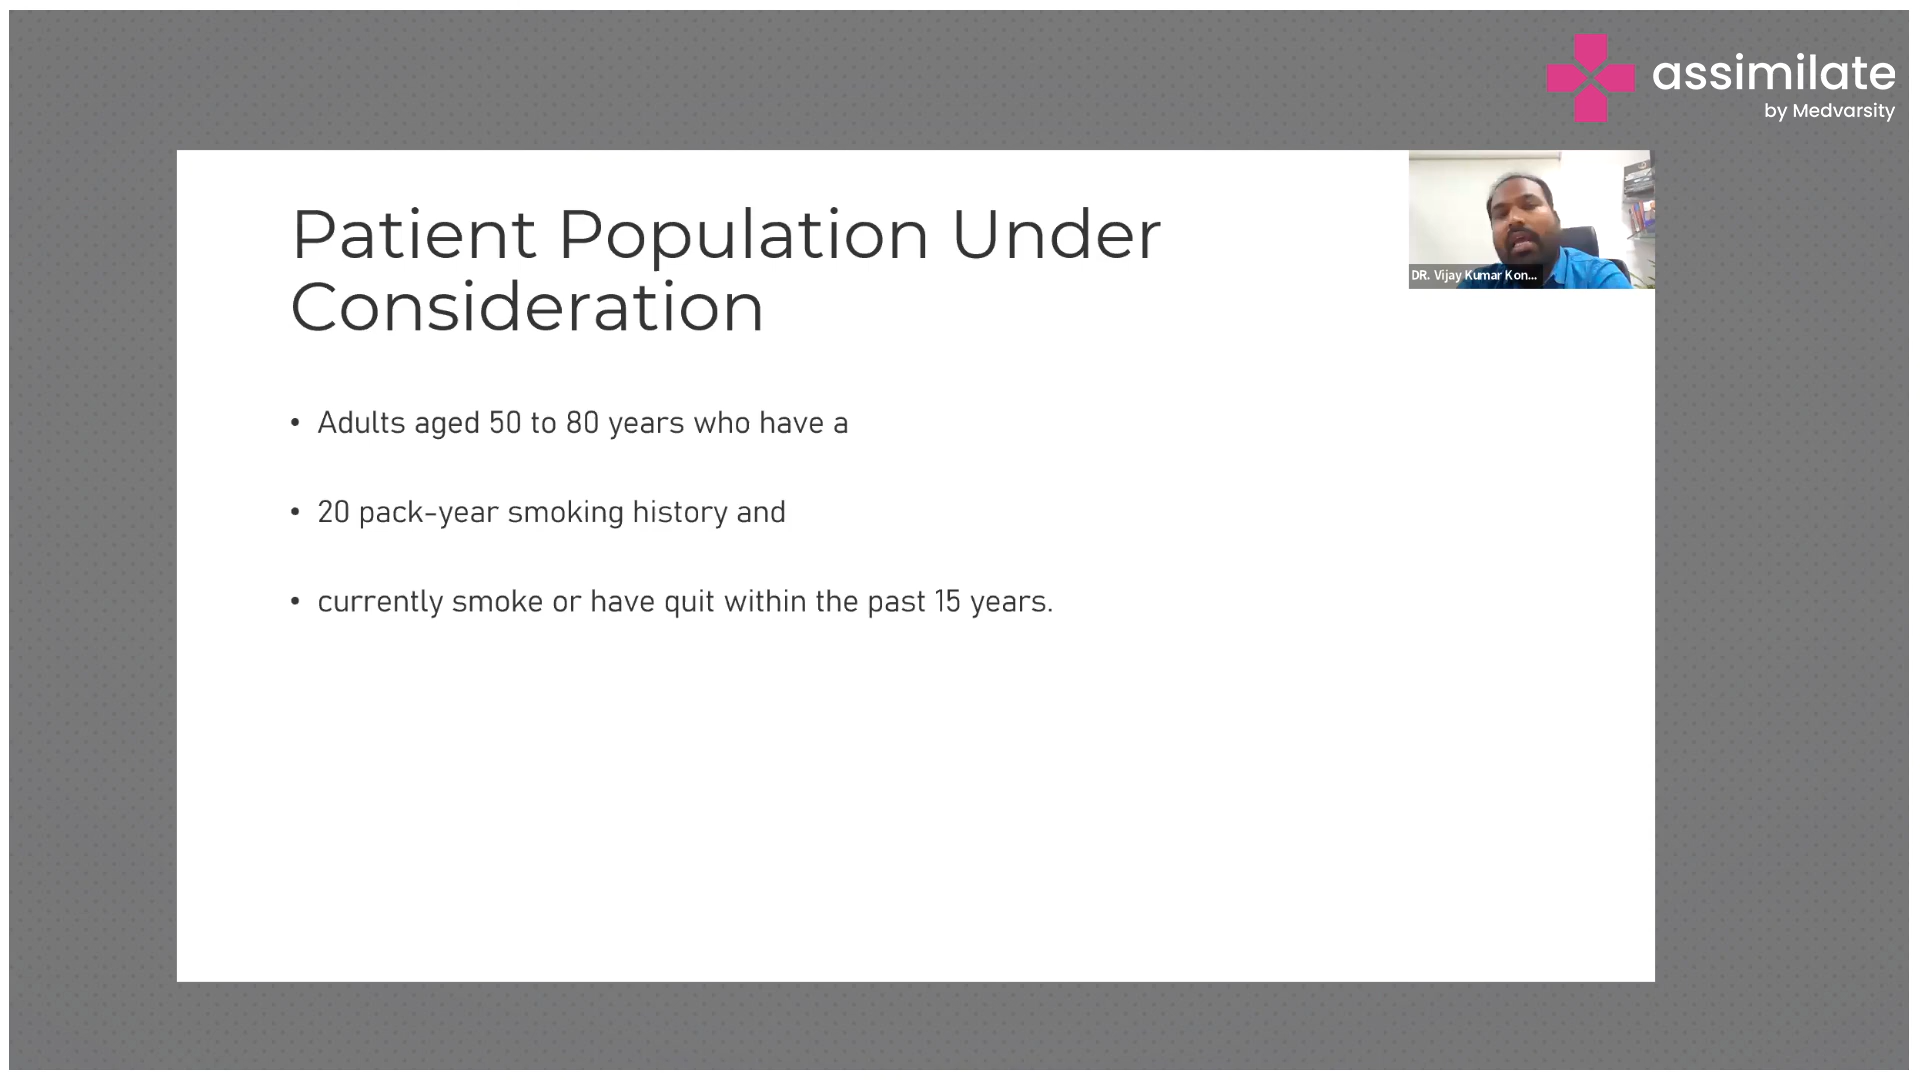 assimilate
by Medvarsity
Patient Population Under
Consideration
DR. Vijay Kumar Kon...
• Adults aged 50 to 80 years who have a
• 20 pack-year smoking history and
• currently smoke or have quit within the past 15 years.